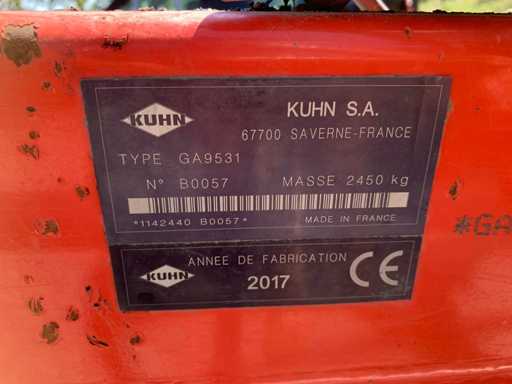 KUHN
KUHN S.A.
67700 SAVERNE-FRANCE
TYPE GA9531
N° B0057 MASSE 2450 kg
*1142440 B0057* MADE IN FRANCE
*GA
KUHN
ANNEE DE FABRICATION
2017
CE